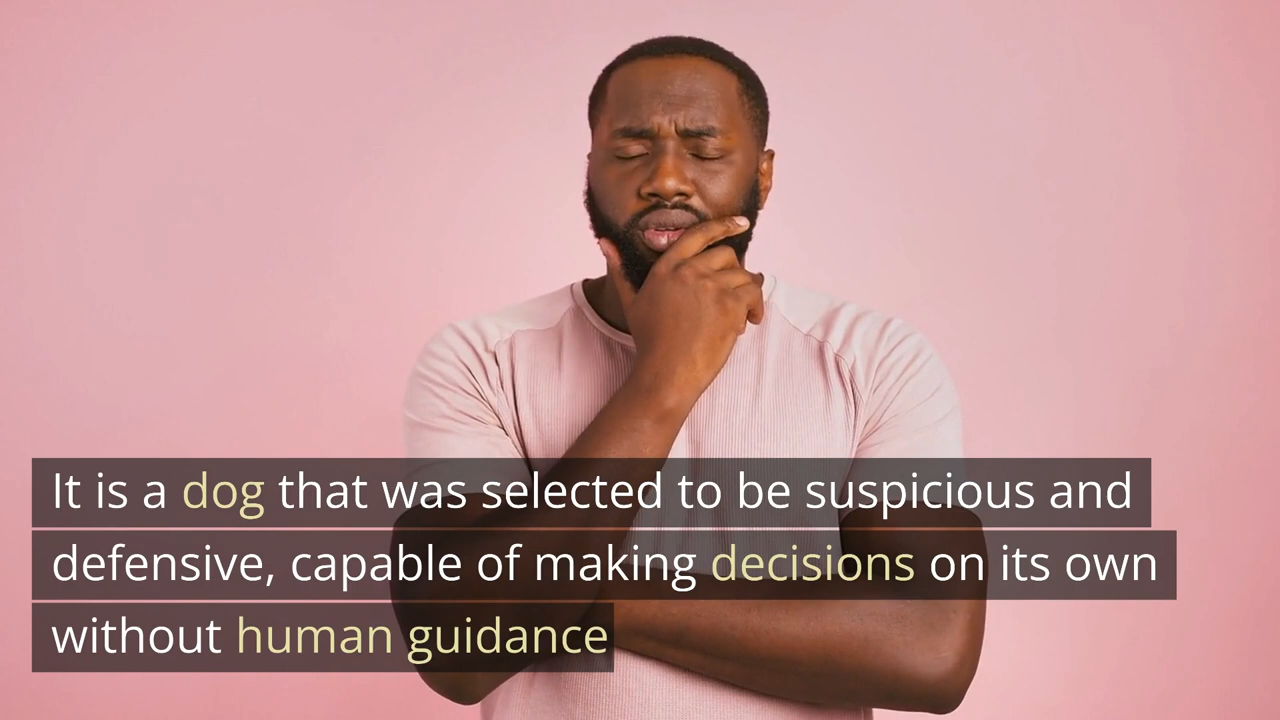 It is a dog that was selected to be suspicious and
defensive, capable of making decisions on its own
without human guidance